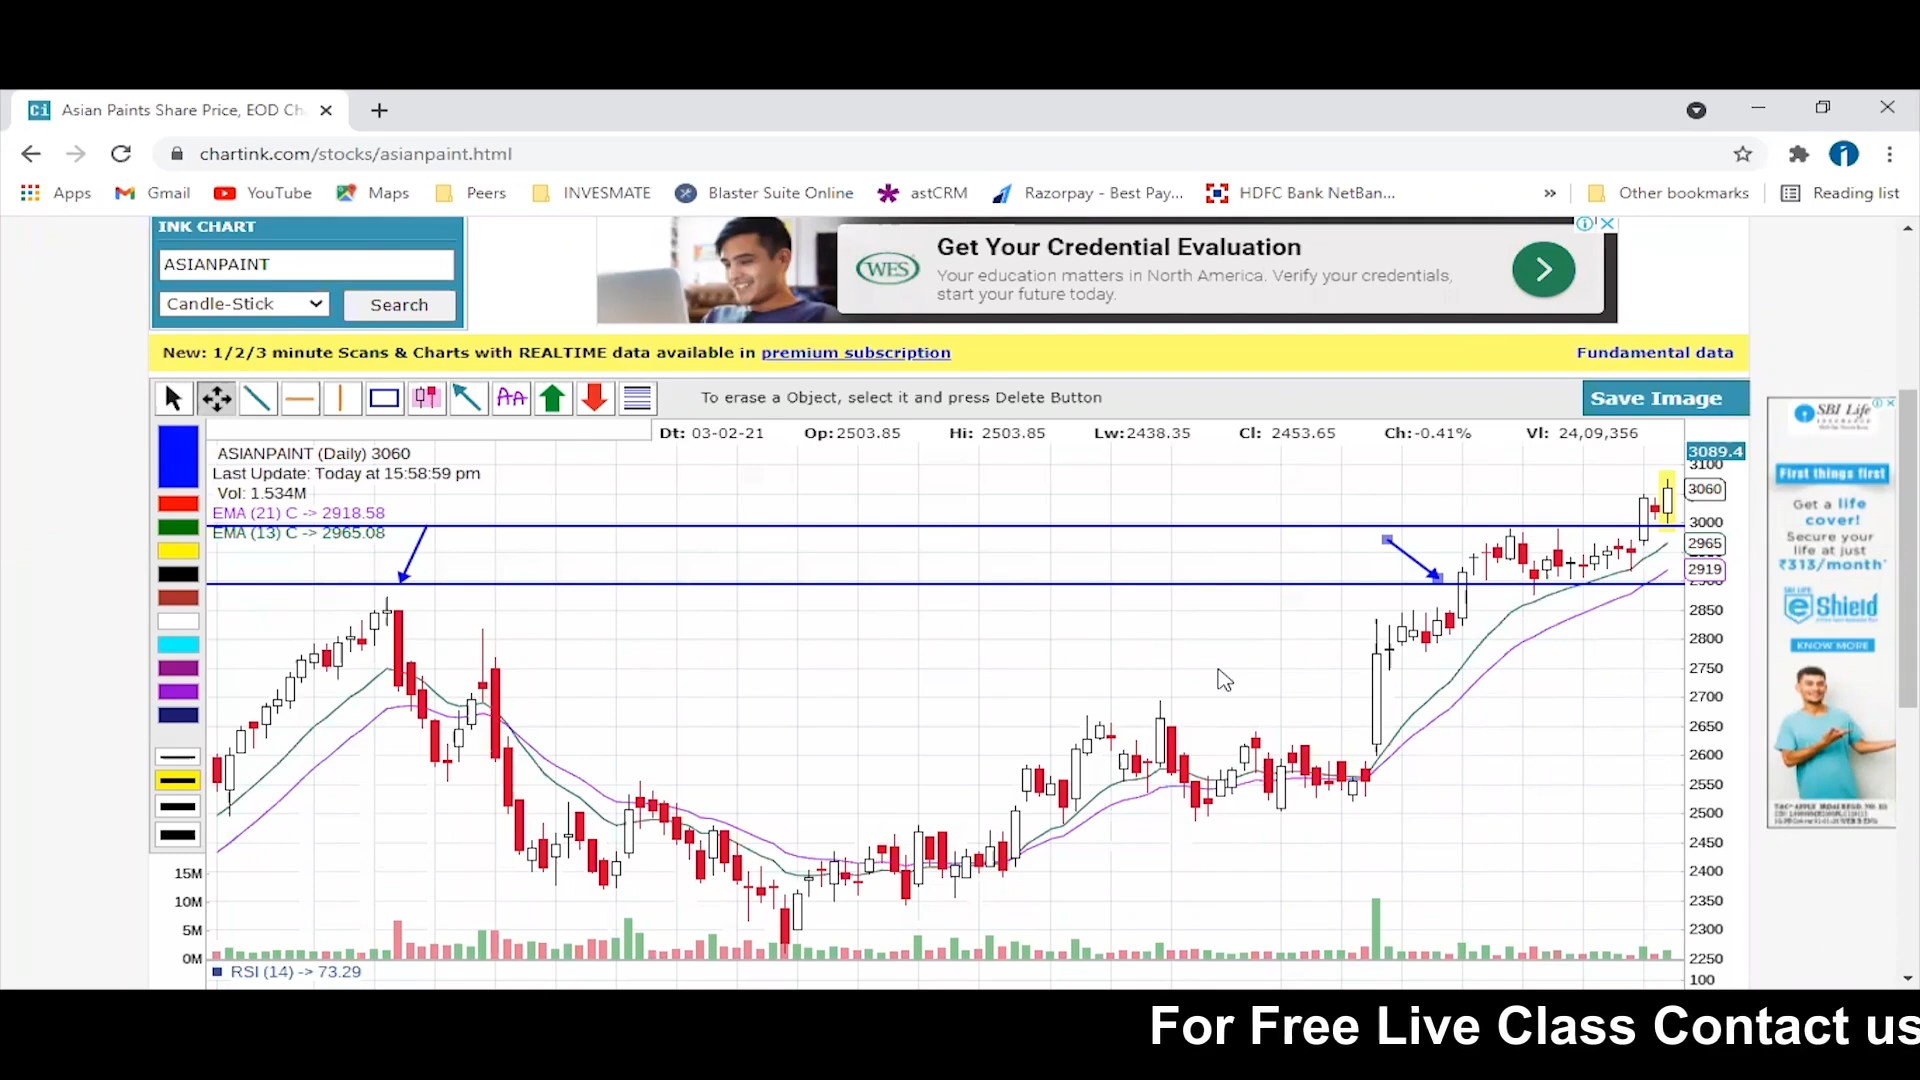 Asian Paints Share Price, EOD Ch
chartink.com/stocks/asianpaint.html
Apps Gmail YouTube Maps Peers INVESMATE Blaster Suite Online astCRM Razorpay - Best Pay... HDFC Bank NetBan... » Other bookmarks Reading list
INK CHART
ASIANPAINT
Candle-Stick Search
WES
Get Your Credential Evaluation
Your education matters in North America. Verify your credentials,
start your future today.
New: 1/2/3 minute Scans & Charts with REALTIME data available in premium subscription Fundamental data
To erase a Object, select it and press Delete Button
Save Image
Dt: 03-02-21 Op:2503.85 Hi: 2503.85 Lw:2438.35 Cl: 2453.65 Ch:-0.41% Vl: 24,09,356
ASIANPAINT (Daily) 3060
Last Update: Today at 15:58:59 pm
Vol: 1.534M
EMA (21) C -> 2918.58
EMA (13) C -> 2965.08
3089.4
3100
3060
3000
2965
2919
2900
2850
2800
2750
2700
2650
2600
2550
2500
2450
2400
2350
2300
2250
100
15M
10M
5M
0M
RSI (14) -> 73.29
SBI Life
First things first
Get a life
cover!
Secure your
life at just
₹313/month*
SBI LIFE
eShield
KNOW MORE
For Free Live Class Contact us